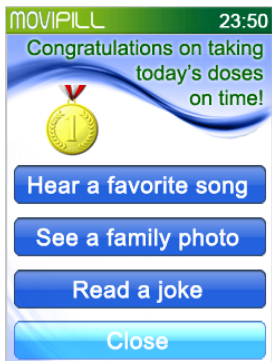 MOVIPILL 23:50
Congratulations on taking
today's doses
on time!
1
Hear a favorite song
See a family photo
Read a joke
Close